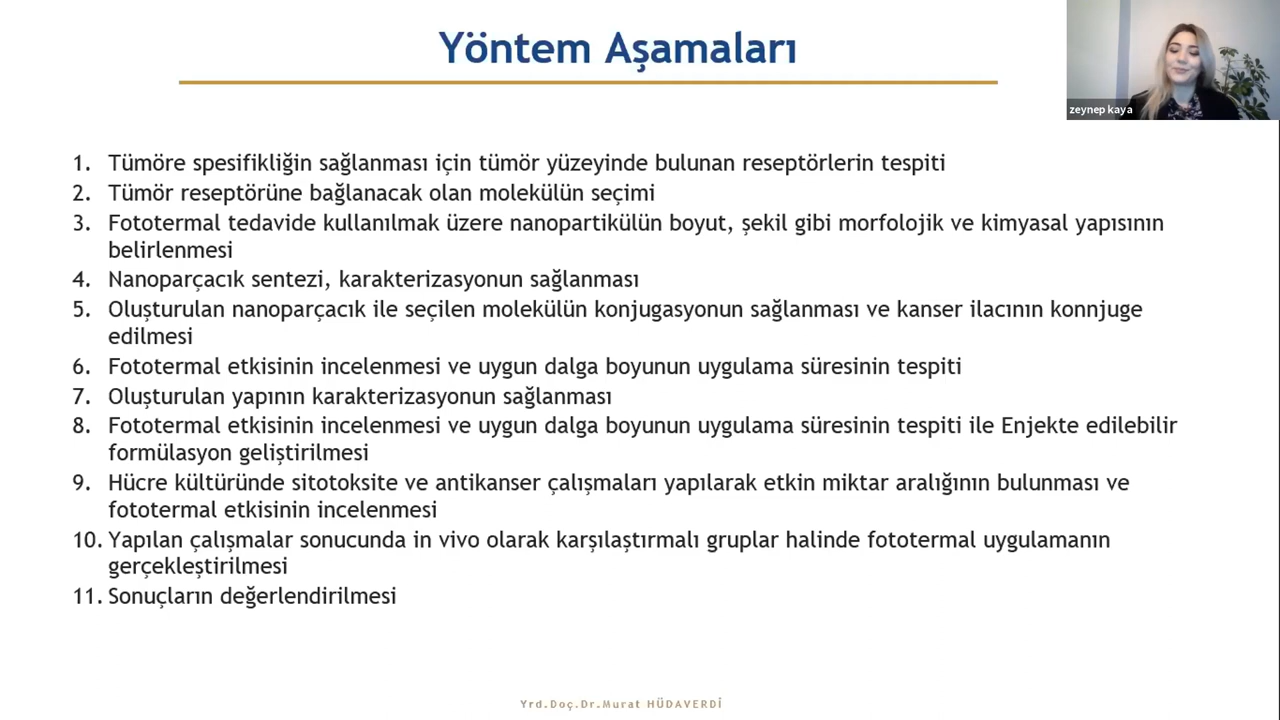 Yöntem Aşamaları
zeynep kaya
1. Tümöre spesifikliğin sağlanması için tümör yüzeyinde bulunan reseptörlerin tespiti
2. Tümör reseptörüne bağlanacak olan molekülün seçimi
3. Fototermal tedavide kullanılmak üzere nanopartikülün boyut, şekil gibi morfolojik ve kimyasal yapısının
belirlenmesi
4. Nanoparçacık sentezi, karakterizasyonun sağlanması
5. Oluşturulan nanoparçacık ile seçilen molekülün konjugasyonun sağlanması ve kanser ilacının konnjuge
edilmesi
6. Fototermal etkisinin incelenmesi ve uygun dalga boyunun uygulama süresinin tespiti
7. Oluşturulan yapının karakterizasyonun sağlanması
8. Fototermal etkisinin incelenmesi ve uygun dalga boyunun uygulama süresinin tespiti ile Enjekte edilebilir
formülasyon geliştirilmesi
9. Hücre kültüründe sitotoksite ve antikanser çalışmaları yapılarak etkin miktar aralığının bulunması ve
fototermal etkisinin incelenmesi
10. Yapılan çalışmalar sonucunda in vivo olarak karşılaştırmalı gruplar halinde fototermal uygulamanın
gerçekleştirilmesi
11. Sonuçların değerlendirilmesi
Yrd.Doç.Dr.Murat HÜDAVERDİ